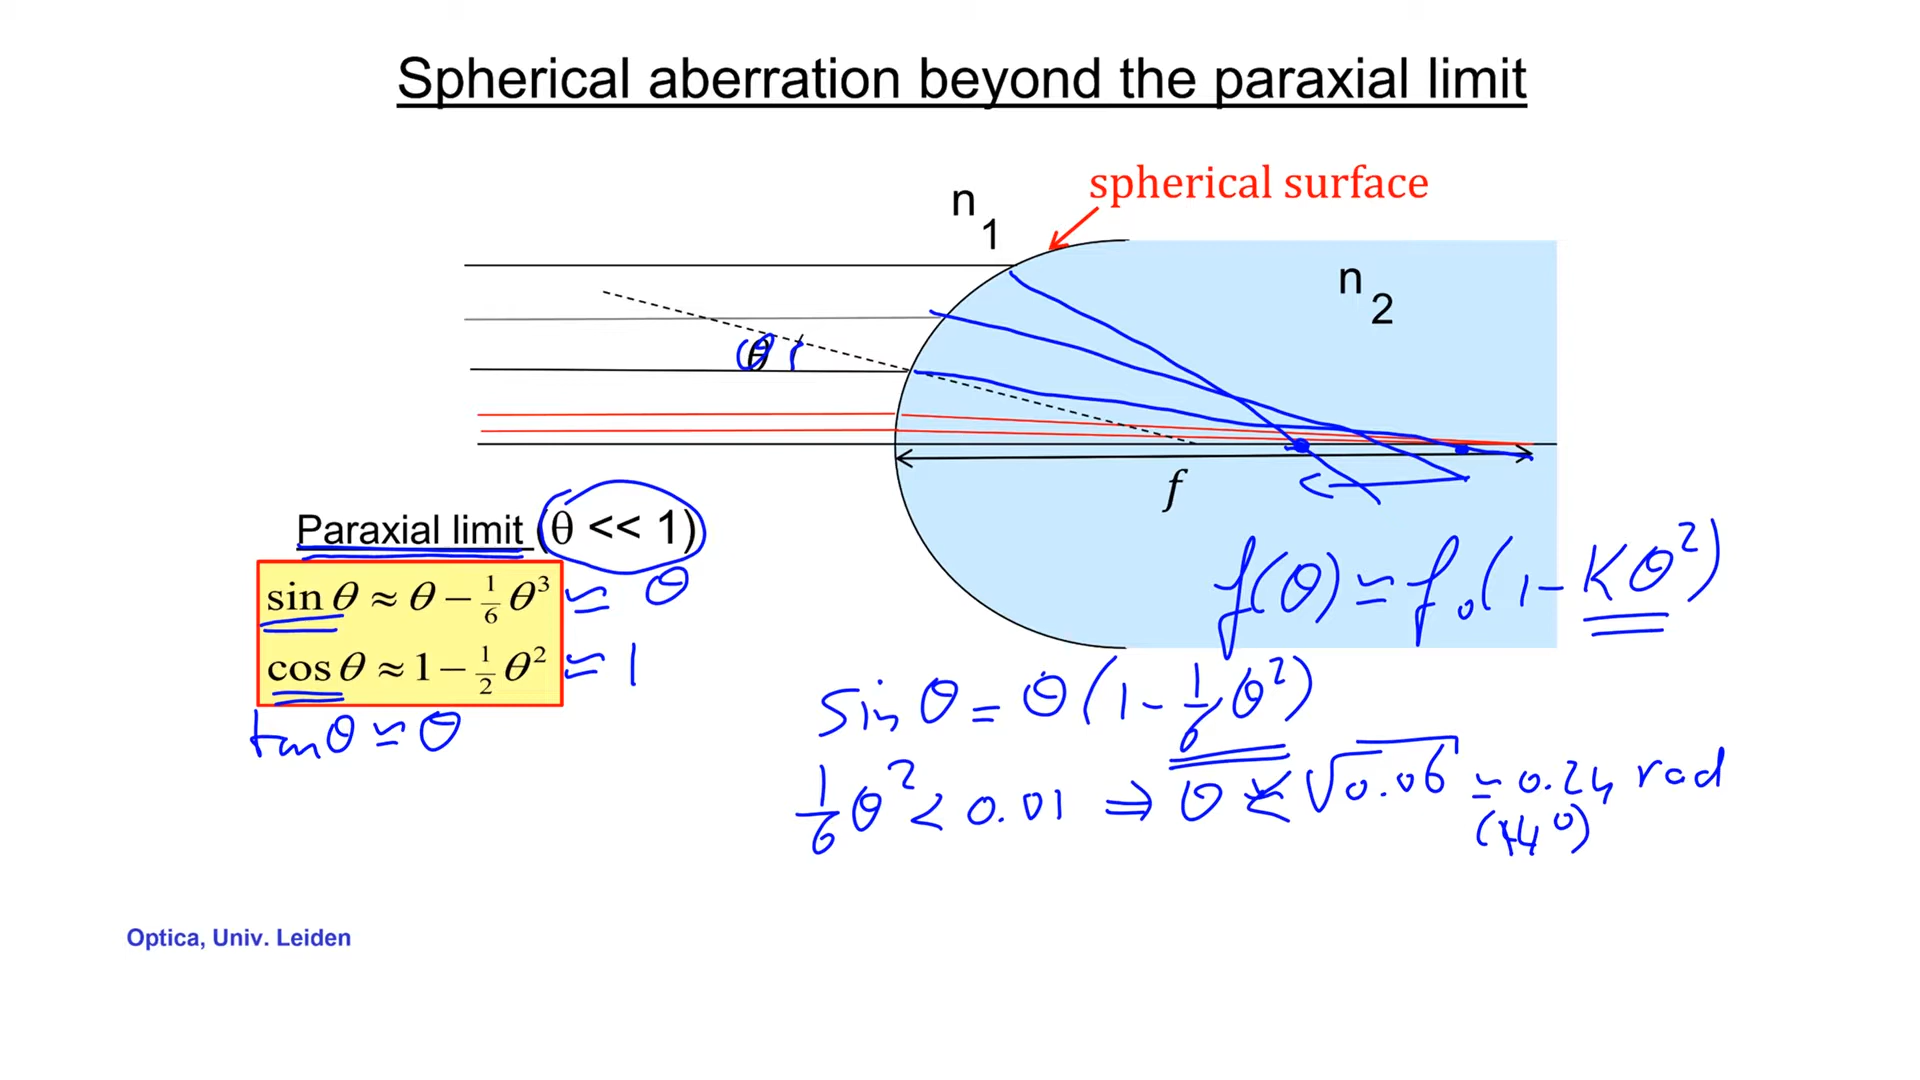 Spherical aberration beyond the paraxial limit
spherical surface
n₁
n₂
θ
f
Paraxial limit (θ << 1)
sin θ ≈ θ − 1/6 θ³ ≃ θ
cos θ ≈ 1 − 1/2 θ² ≃ 1
tan θ ≃ θ
f(θ) ≃ f₀ (1 − Kθ²)
sin θ = θ (1 − 1/6 θ²)
1/6 θ² < 0.01 ⇒ θ < √0.06 ≃ 0.24 rad
(14°)
Optica, Univ. Leiden